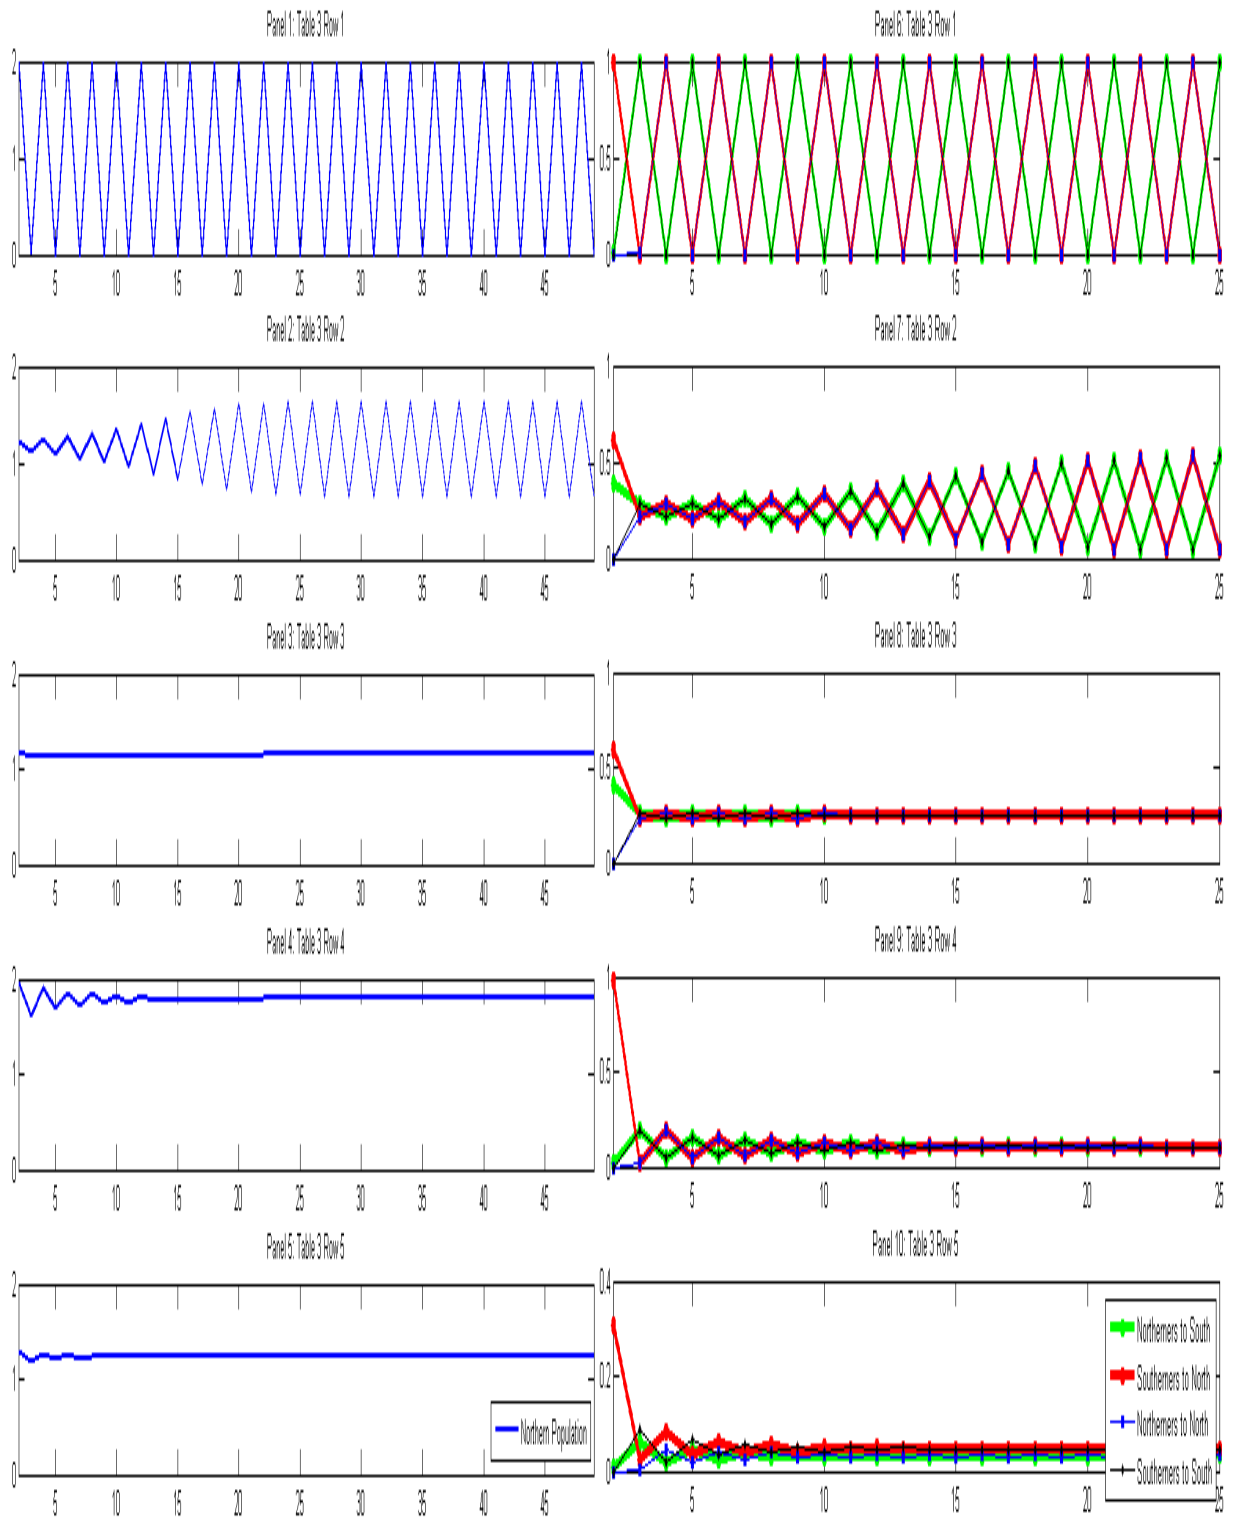 Panel 1: Table 3 Row 1
2
1
0
5 10 15 20 25 30 35 40 45
Panel 6: Table 3 Row 1
1
0.5
0
5 10 15 20 25
Panel 2: Table 3 Row 2
2
1
0
5 10 15 20 25 30 35 40 45
Panel 7: Table 3 Row 2
1
0.5
0
5 10 15 20 25
Panel 3: Table 3 Row 3
2
1
0
5 10 15 20 25 30 35 40 45
Panel 8: Table 3 Row 3
1
0.5
0
5 10 15 20 25
Panel 4: Table 3 Row 4
2
1
0
5 10 15 20 25 30 35 40 45
Panel 9: Table 3 Row 4
1
0.5
0
5 10 15 20 25
Panel 5: Table 3 Row 5
2
1
0
5 10 15 20 25 30 35 40 45
Northern Population
Panel 10: Table 3 Row 5
0.4
0.2
0
5 10 15 20 25
Northerners to South
Southerners to North
Northerners to North
Southerners to South